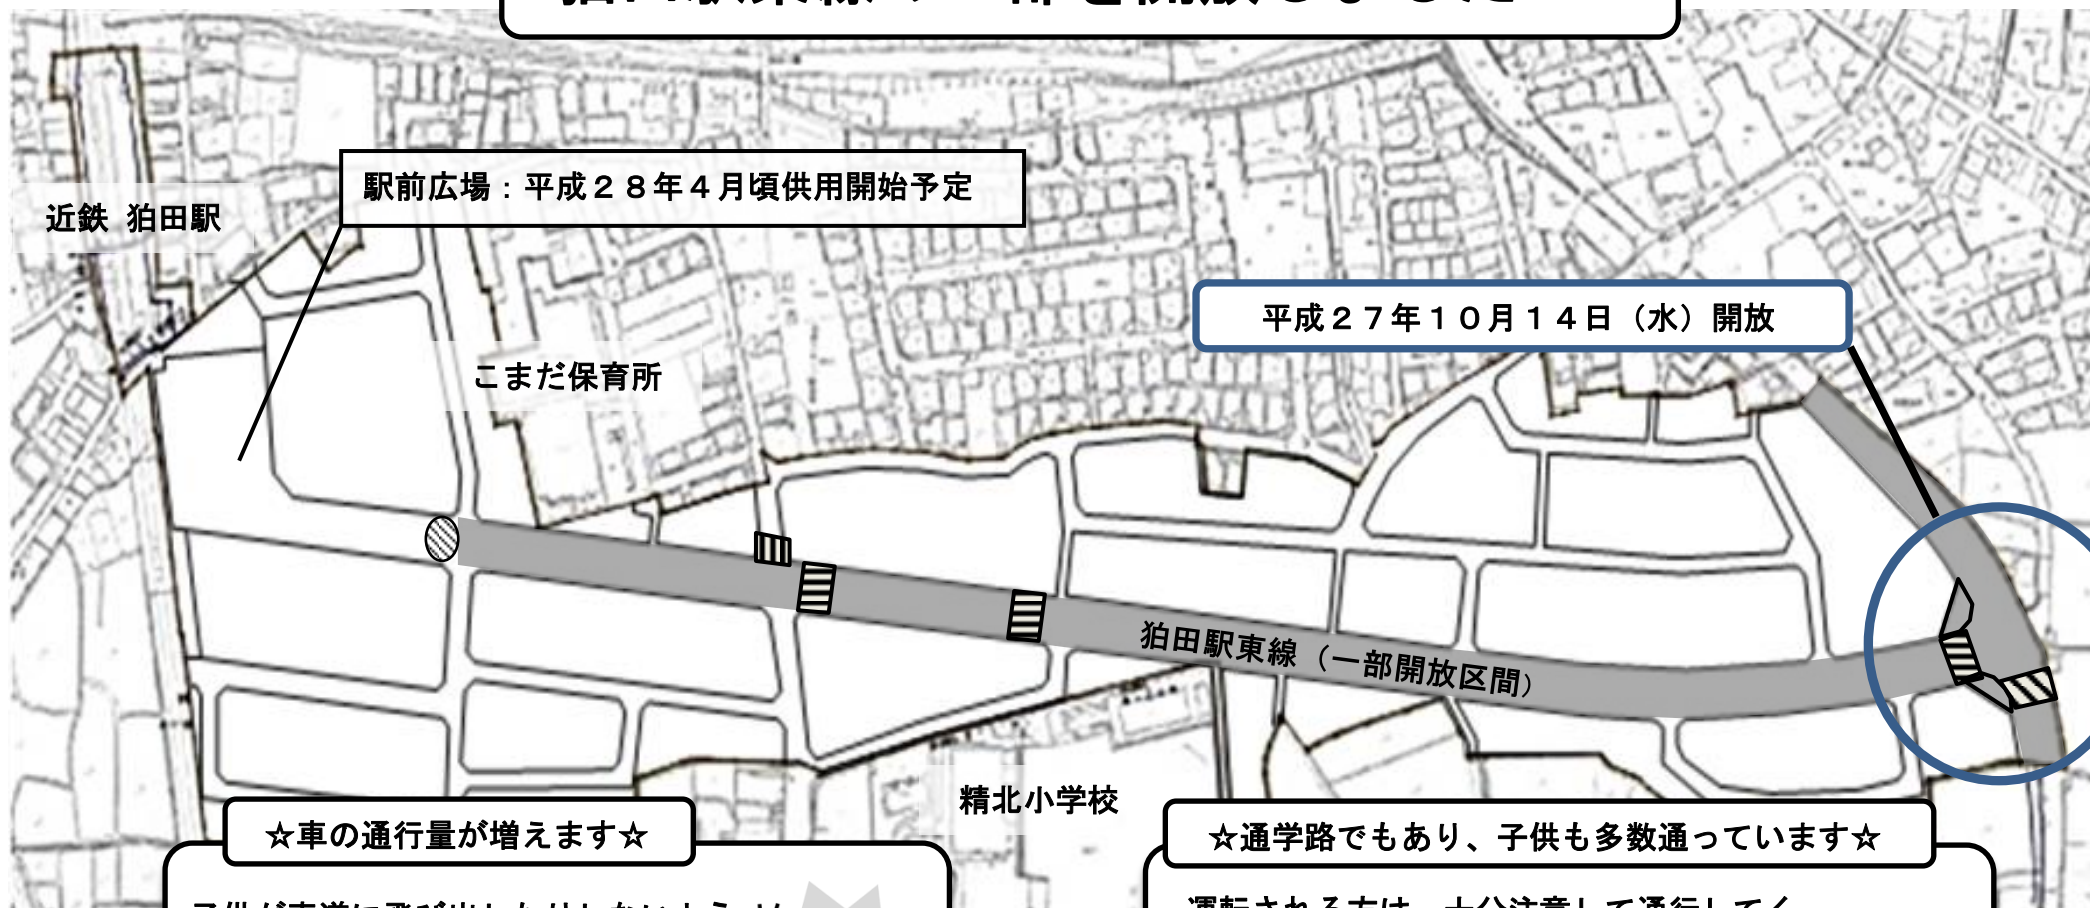 駅前広場：平成２８年４月頃供用開始予定
近鉄 狛田駅
平成２７年１０月１４日（水）開放
こまだ保育所
狛田駅東線（一部開放区間）
精北小学校
☆車の通行量が増えます☆
☆通学路でもあり、子供も多数通っています☆